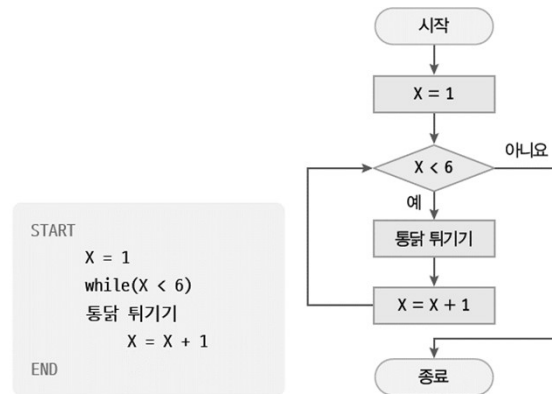 START
X = 1
while(X < 6)
통닭 튀기기
X = X + 1
END
시작
X = 1
X < 6
아니요
예
통닭 튀기기
X = X + 1
종료